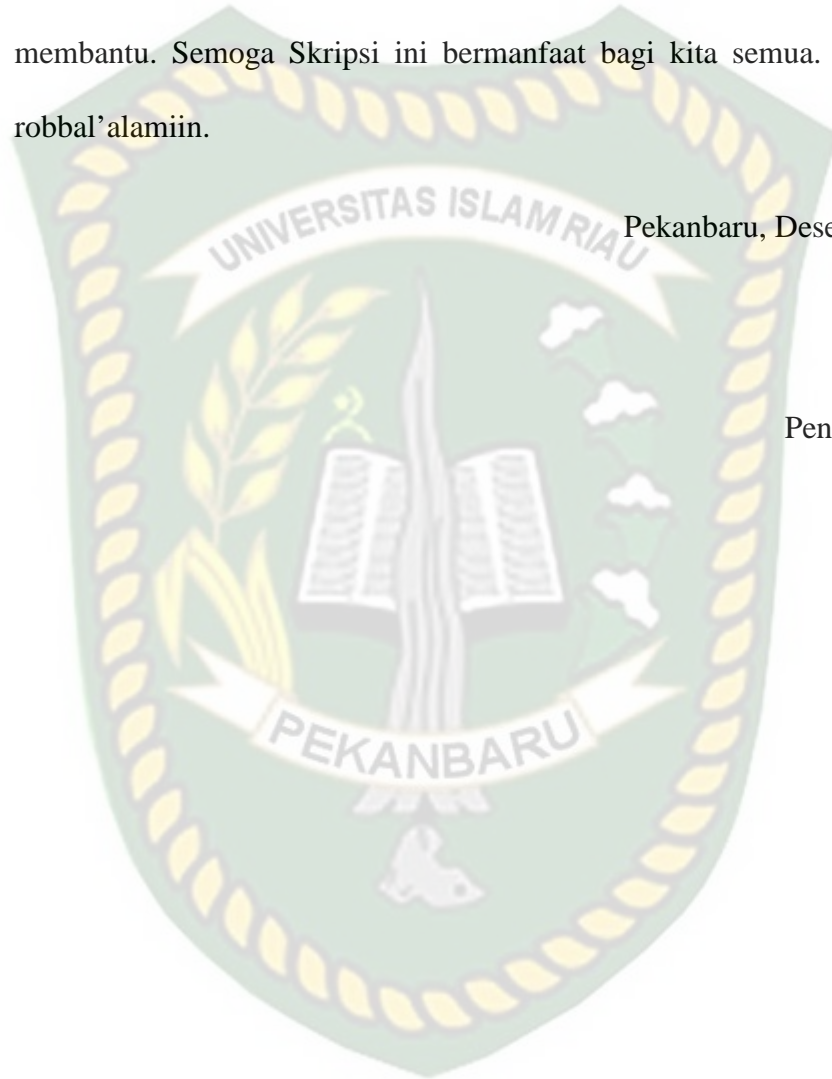 membantu. Semoga Skripsi ini bermanfaat bagi kita semua.
robbal’alamiin.
UNIVERSITAS ISLAM RIAU
Pekanbaru, Dese
Pen
PEKANBARU